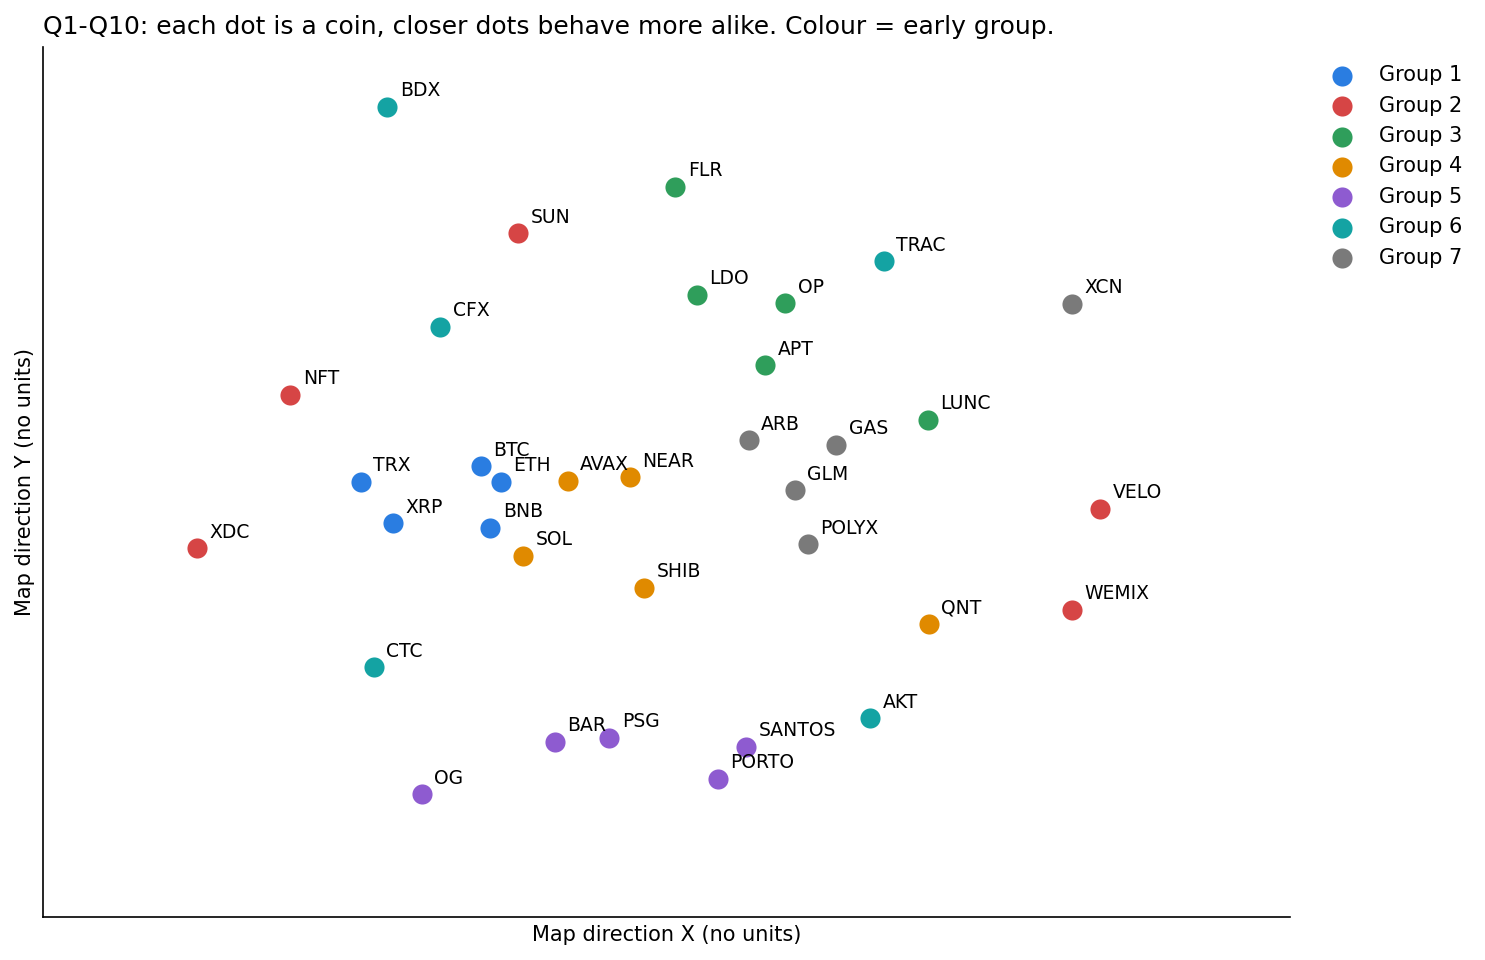 Q1-Q10: each dot is a coin, closer dots behave more alike. Colour = early group.
Group 1
Group 2
Group 3
Group 4
Group 5
Group 6
Group 7
BDX
FLR
SUN
TRAC
LDO
OP
XCN
CFX
APT
NFT
LUNC
ARB
GAS
BTC
TRX
ETH
AVAX
NEAR
GLM
VELO
XRP
BNB
POLYX
XDC
SOL
SHIB
WEMIX
QNT
CTC
AKT
BAR
PSG
SANTOS
PORTO
OG
Map direction Y (no units)
Map direction X (no units)